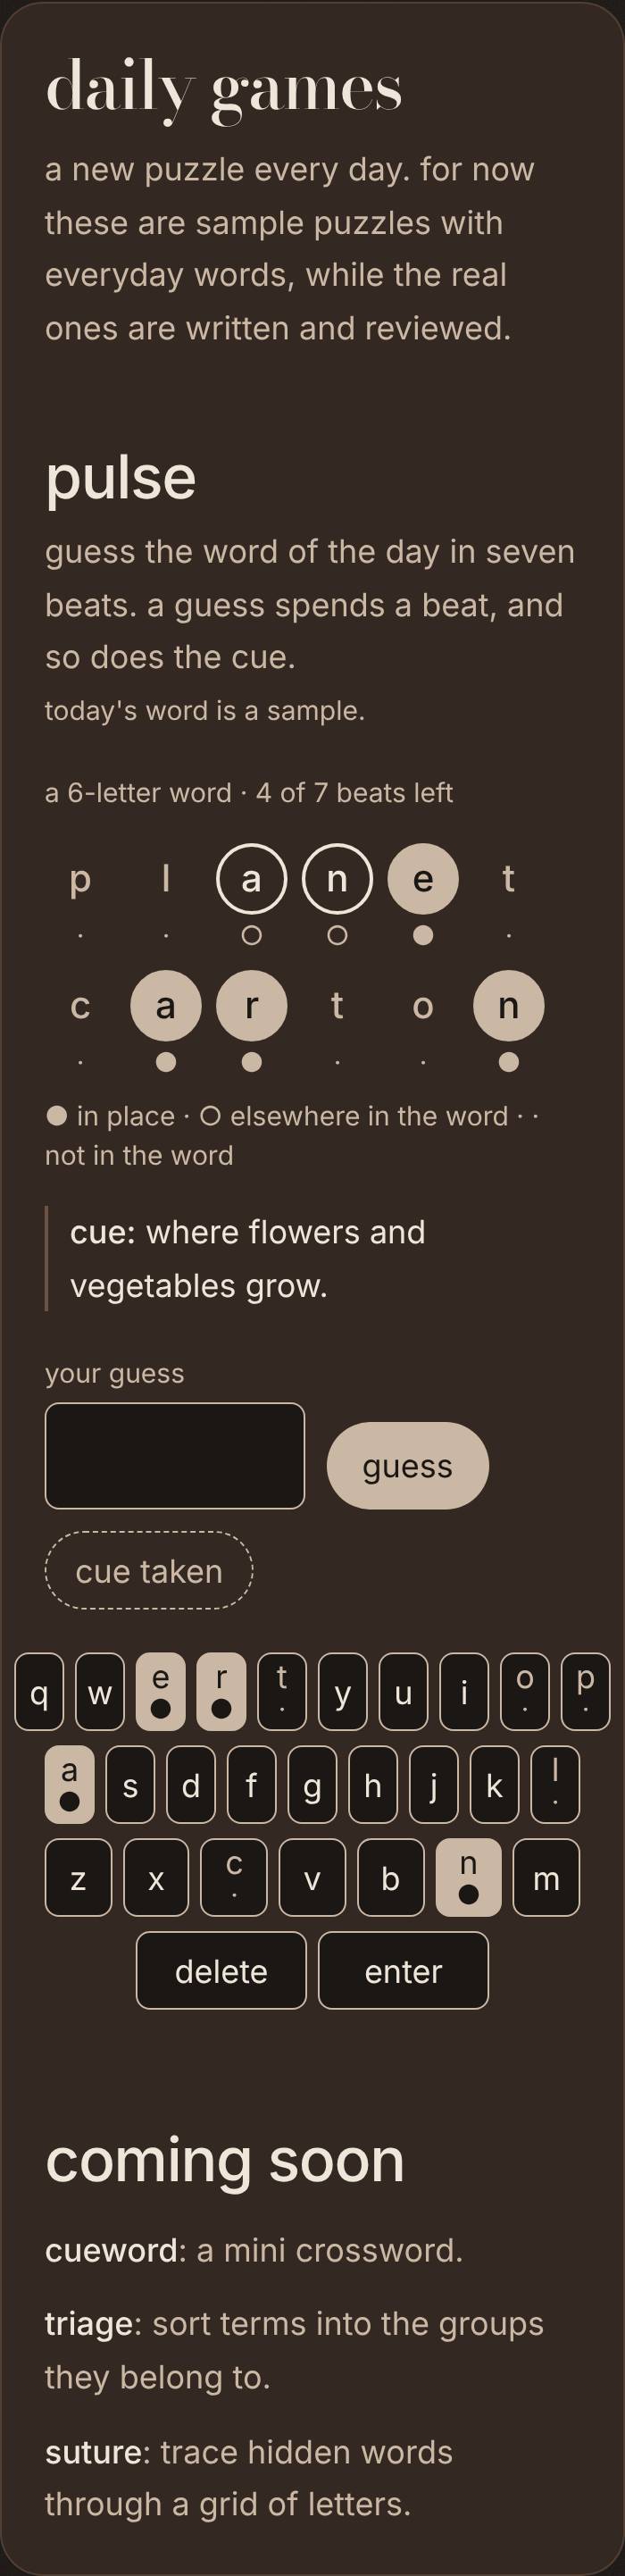 daily games
a new puzzle every day. for now
these are sample puzzles with
everyday words, while the real
ones are written and reviewed.
pulse
guess the word of the day in seven
beats. a guess spends a beat, and
so does the cue.
today's word is a sample.
a 6-letter word · 4 of 7 beats left
p l a n e t
· · ○ ○ ● ·
c a r t o n
· ● ● · · ●
● in place · ○ elsewhere in the word · ·
not in the word
cue: where flowers and
vegetables grow.
your guess
guess
cue taken
q w e r t y u i o p
● ● · · ·
a s d f g h j k l
● ·
z x c v b n m
· ●
delete enter
coming soon
cueword: a mini crossword.
triage: sort terms into the groups
they belong to.
suture: trace hidden words
through a grid of letters.